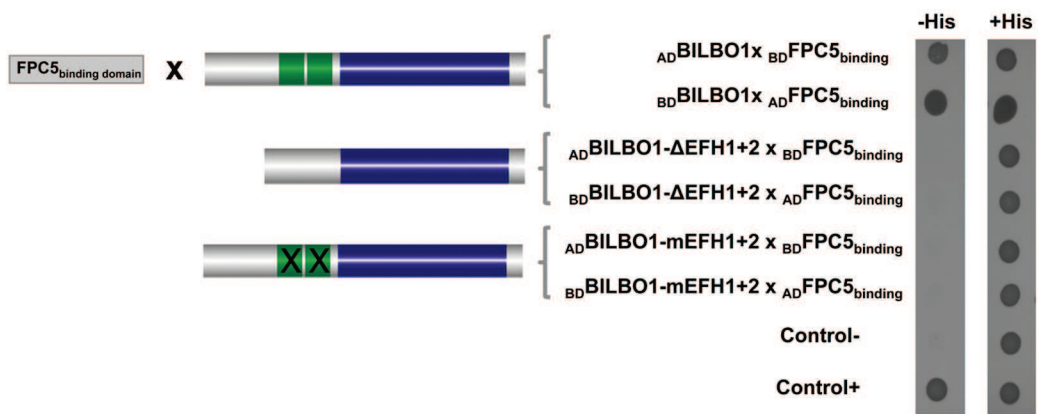 -His +His
FPC5binding domain X
ADBILBO1x BDFPC5binding
BDBILBO1x ADFPC5binding
ADBILBO1-ΔEFH1+2 x BDFPC5binding
BDBILBO1-ΔEFH1+2 x ADFPC5binding
X X
ADBILBO1-mEFH1+2 x BDFPC5binding
BDBILBO1-mEFH1+2 x ADFPC5binding
Control-
Control+